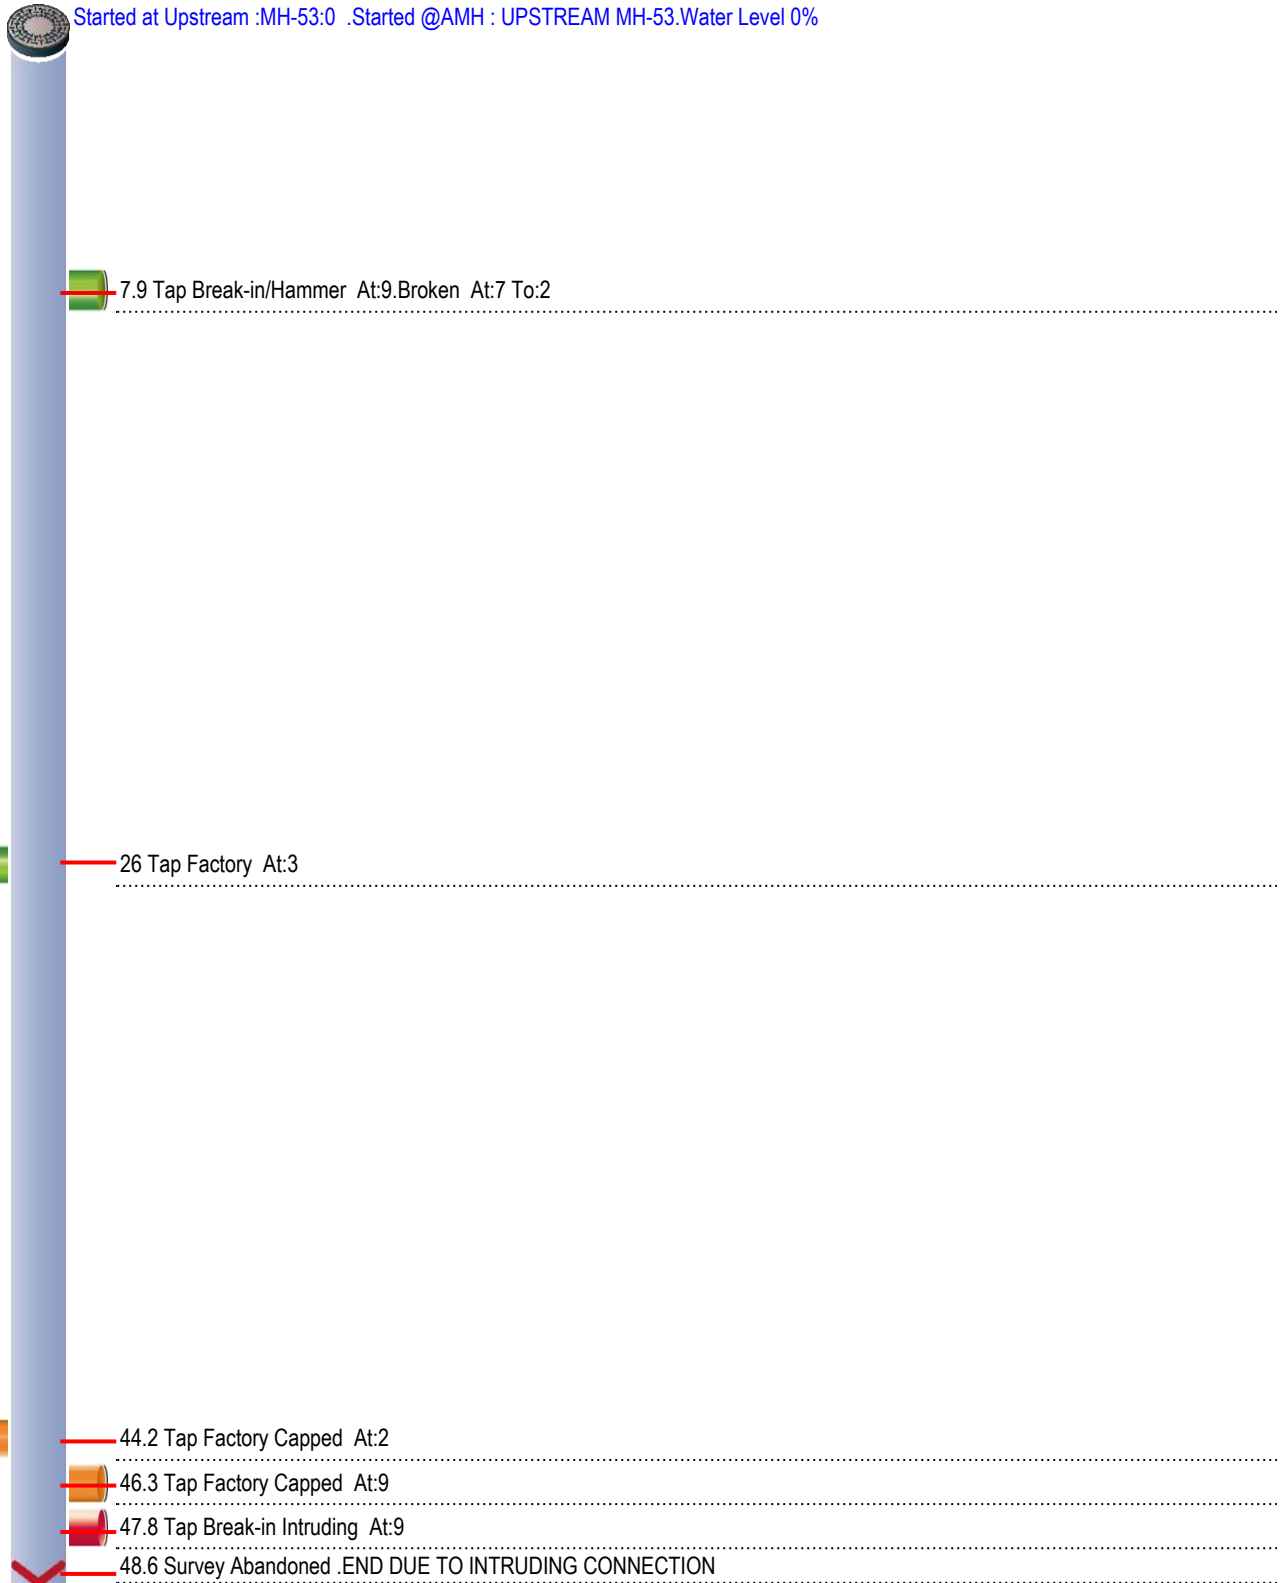 Started at Upstream :MH-53:0 .Started @AMH : UPSTREAM MH-53.Water Level 0%
7.9 Tap Break-in/Hammer At:9.Broken At:7 To:2
26 Tap Factory At:3
44.2 Tap Factory Capped At:2
46.3 Tap Factory Capped At:9
47.8 Tap Break-in Intruding At:9
48.6 Survey Abandoned .END DUE TO INTRUDING CONNECTION